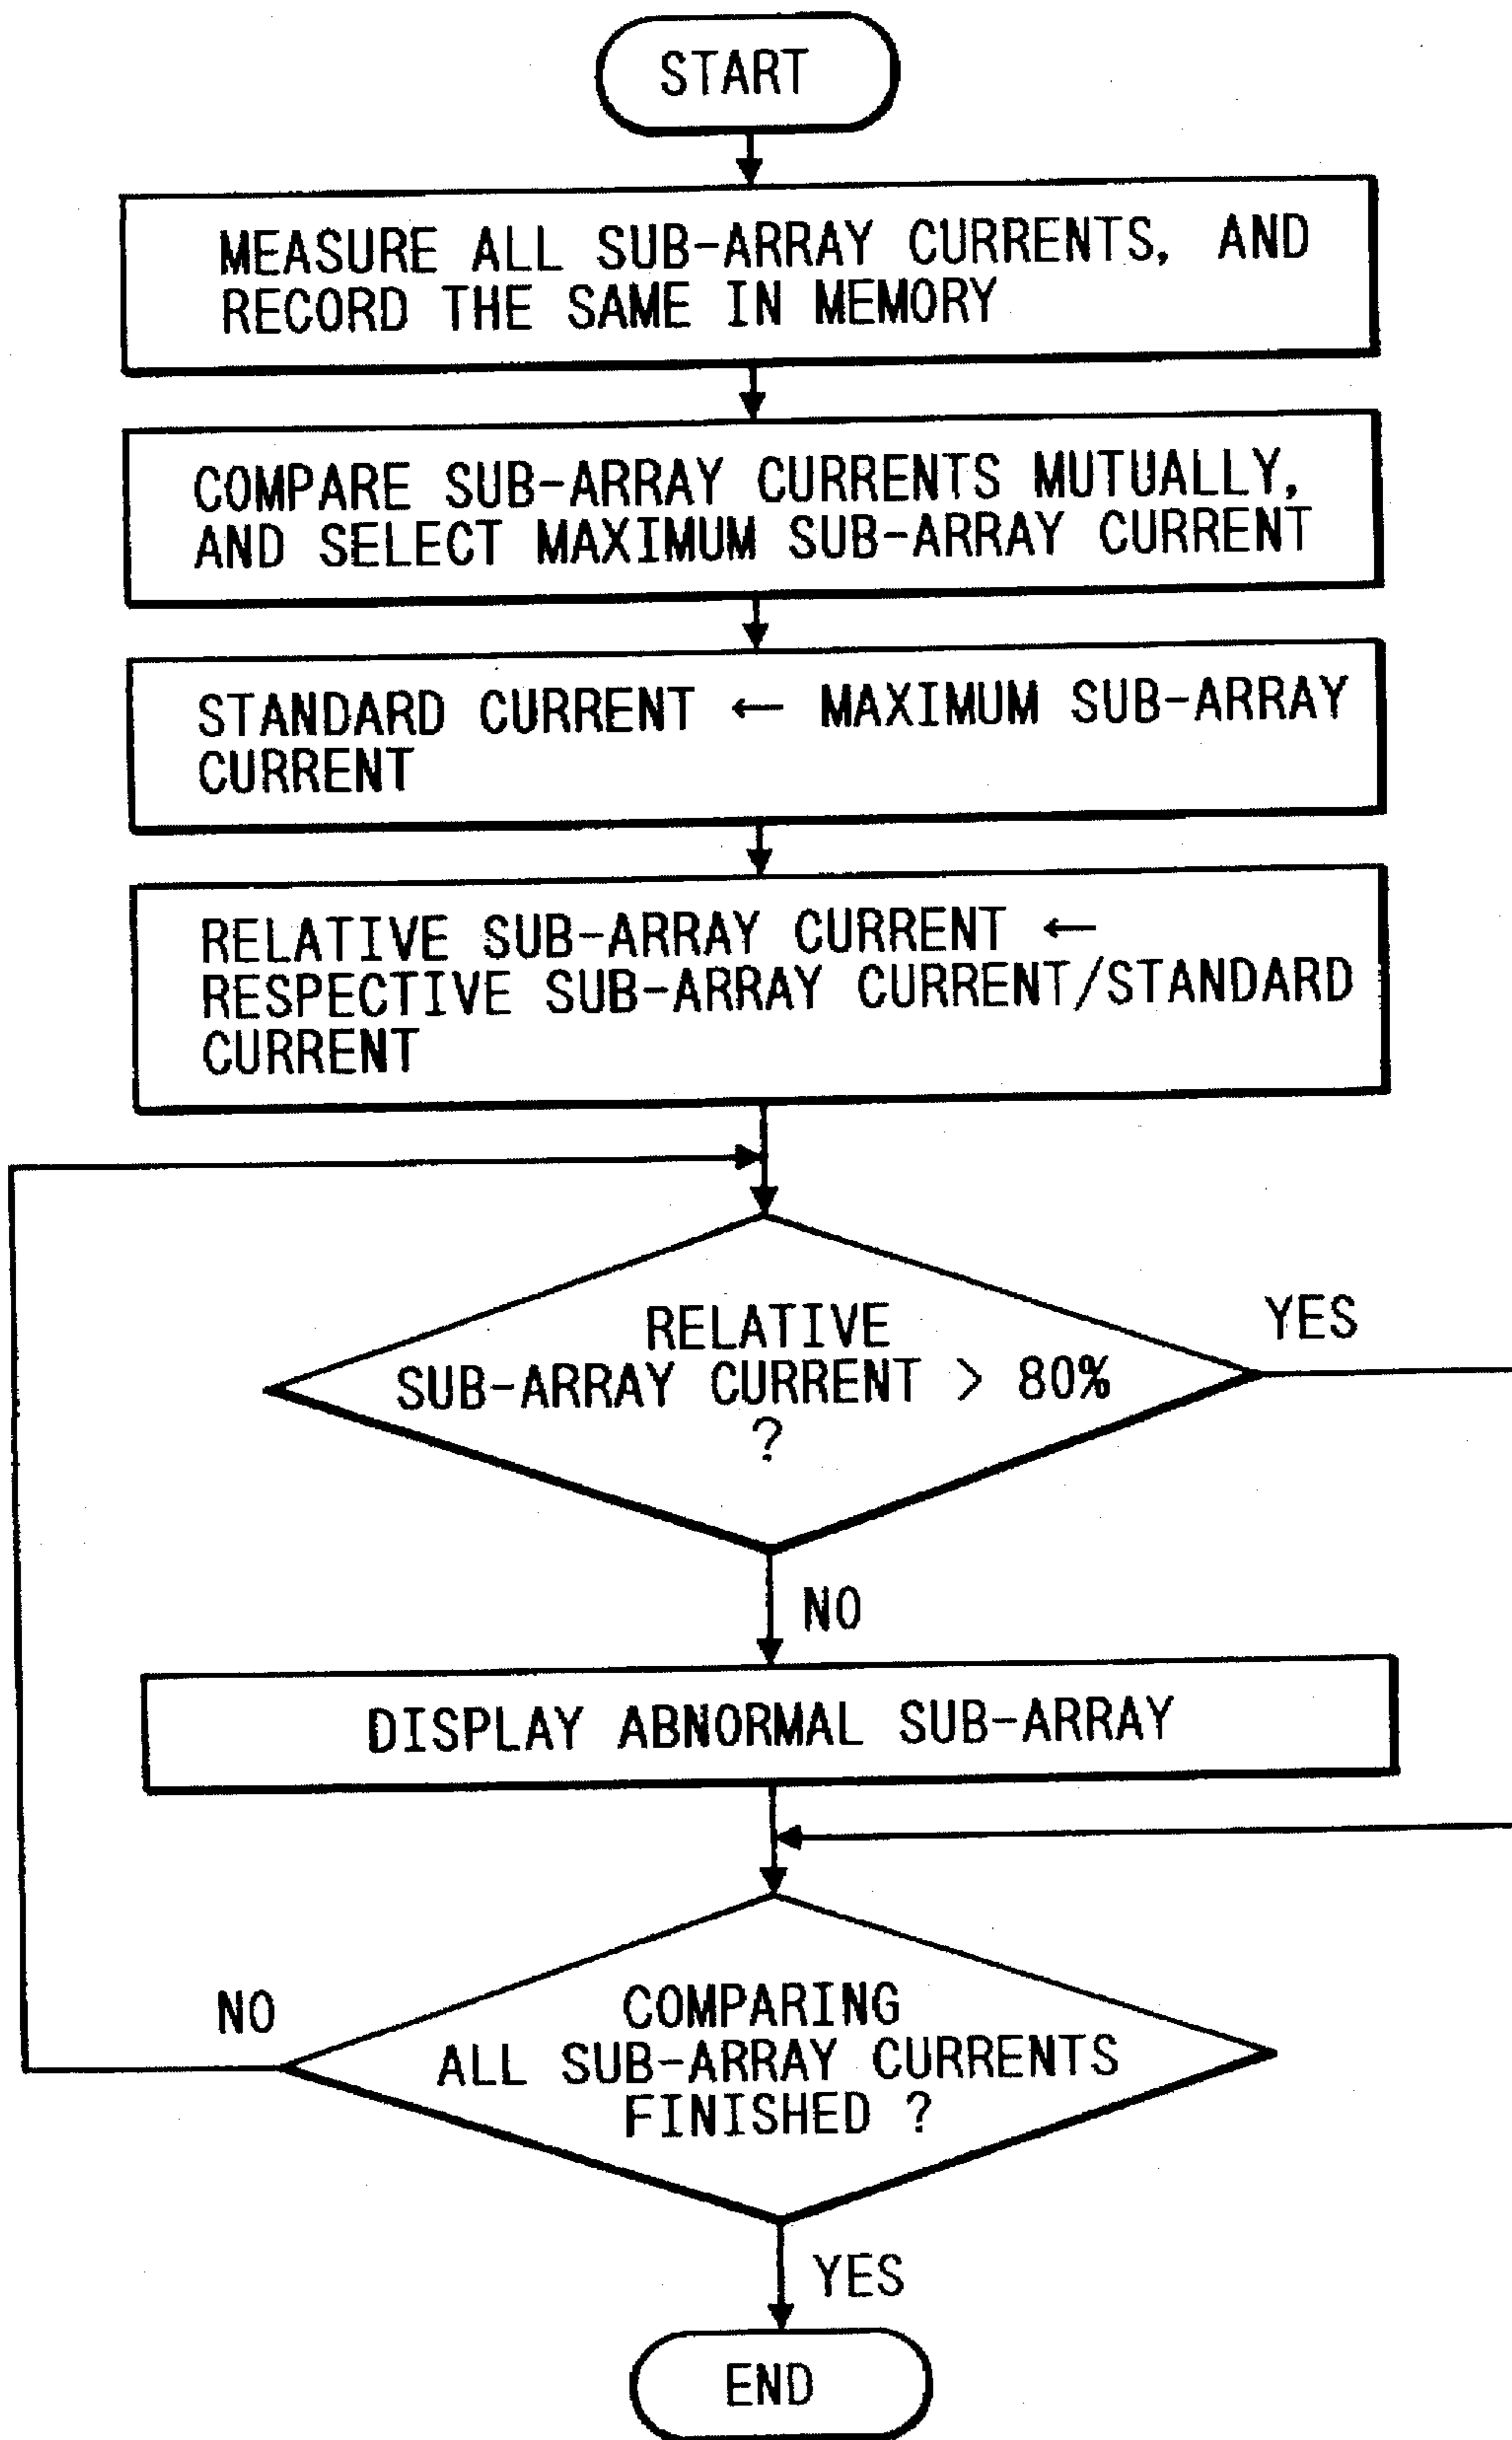 START
MEASURE ALL SUB-ARRAY CURRENTS, AND
RECORD THE SAME IN MEMORY
COMPARE SUB-ARRAY CURRENTS MUTUALLY,
AND SELECT MAXIMUM SUB-ARRAY CURRENT
STANDARD CURRENT ← MAXIMUM SUB-ARRAY
CURRENT
RELATIVE SUB-ARRAY CURRENT ←
RESPECTIVE SUB-ARRAY CURRENT/STANDARD
CURRENT
RELATIVE
SUB-ARRAY CURRENT > 80%
?
YES
NO
DISPLAY ABNORMAL SUB-ARRAY
COMPARING
ALL SUB-ARRAY CURRENTS
FINISHED ?
NO
YES
END